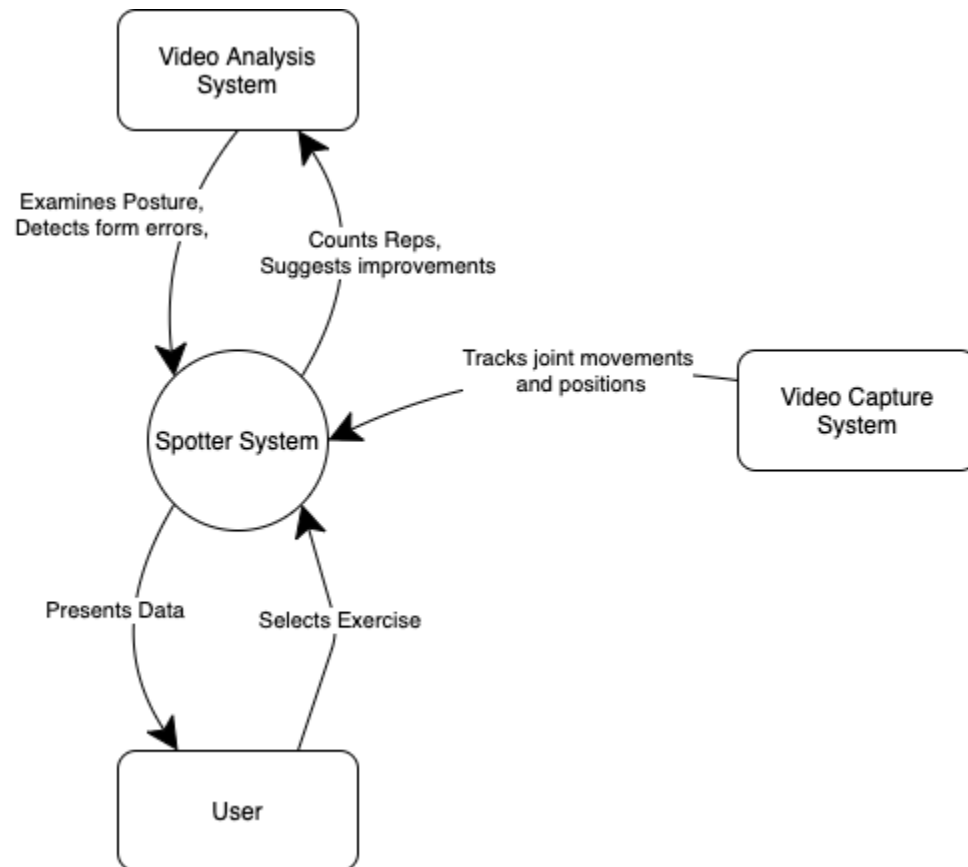 Video Analysis
System
Examines Posture,
Detects form errors,
Counts Reps,
Suggests improvements
Tracks joint movements
and positions
Video Capture
System
Spotter System
Presents Data
Selects Exercise
User